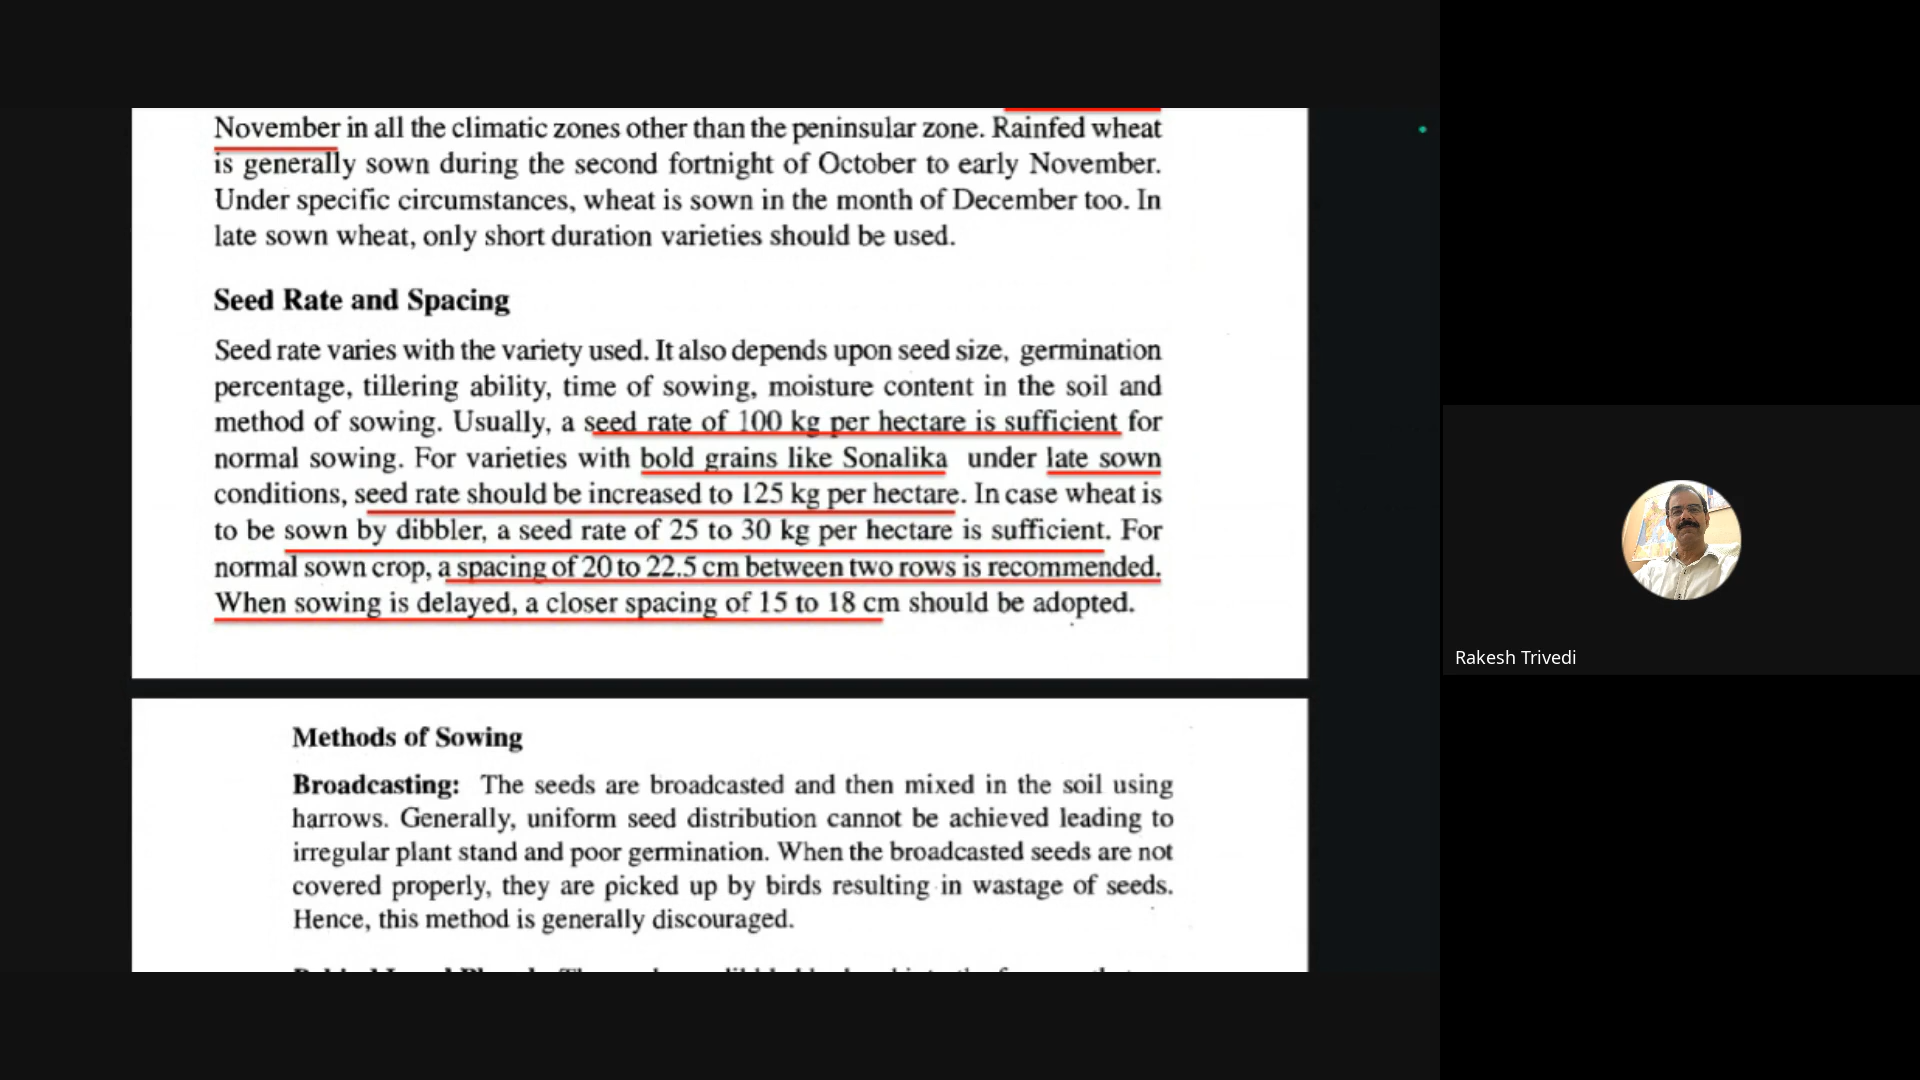 November in all the climatic zones other than the peninsular zone. Rainfed wheat
is generally sown during the second fortnight of October to early November.
Under specific circumstances, wheat is sown in the month of December too. In
late sown wheat, only short duration varieties should be used.
Seed Rate and Spacing
Seed rate varies with the variety used. It also depends upon seed size, germination
percentage, tillering ability, time of sowing, moisture content in the soil and
method of sowing. Usually, a seed rate of 100 kg per hectare is sufficient for
normal sowing. For varieties with bold grains like Sonalika under late sown
conditions, seed rate should be increased to 125 kg per hectare. In case wheat is
to be sown by dibbler, a seed rate of 25 to 30 kg per hectare is sufficient. For
normal sown crop, a spacing of 20 to 22.5 cm between two rows is recommended.
When sowing is delayed, a closer spacing of 15 to 18 cm should be adopted.
Methods of Sowing
Broadcasting: The seeds are broadcasted and then mixed in the soil using
harrows. Generally, uniform seed distribution cannot be achieved leading to
irregular plant stand and poor germination. When the broadcasted seeds are not
covered properly, they are picked up by birds resulting in wastage of seeds.
Hence, this method is generally discouraged.
Rakesh Trivedi